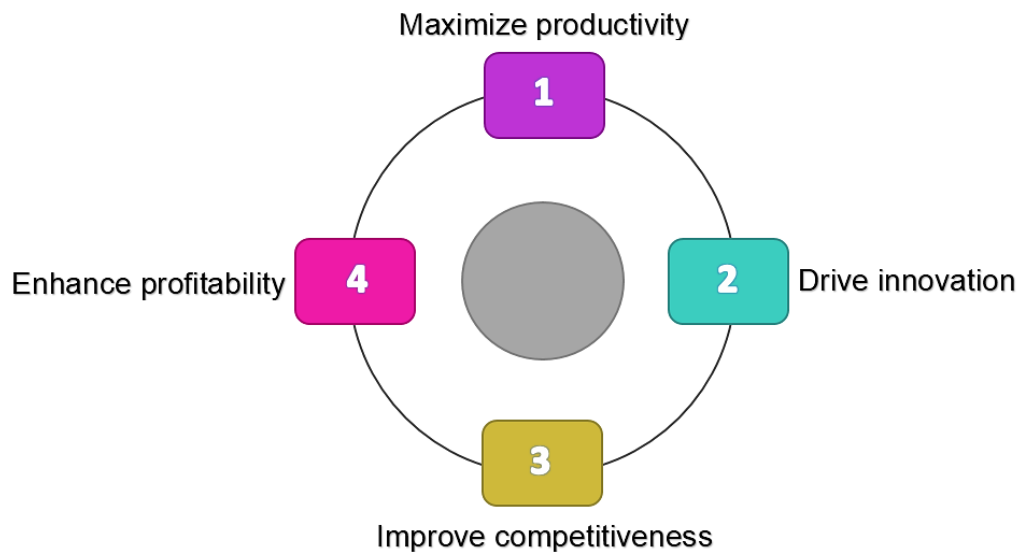 Maximize productivity
1
2
Drive innovation
3
Improve competitiveness
4
Enhance profitability